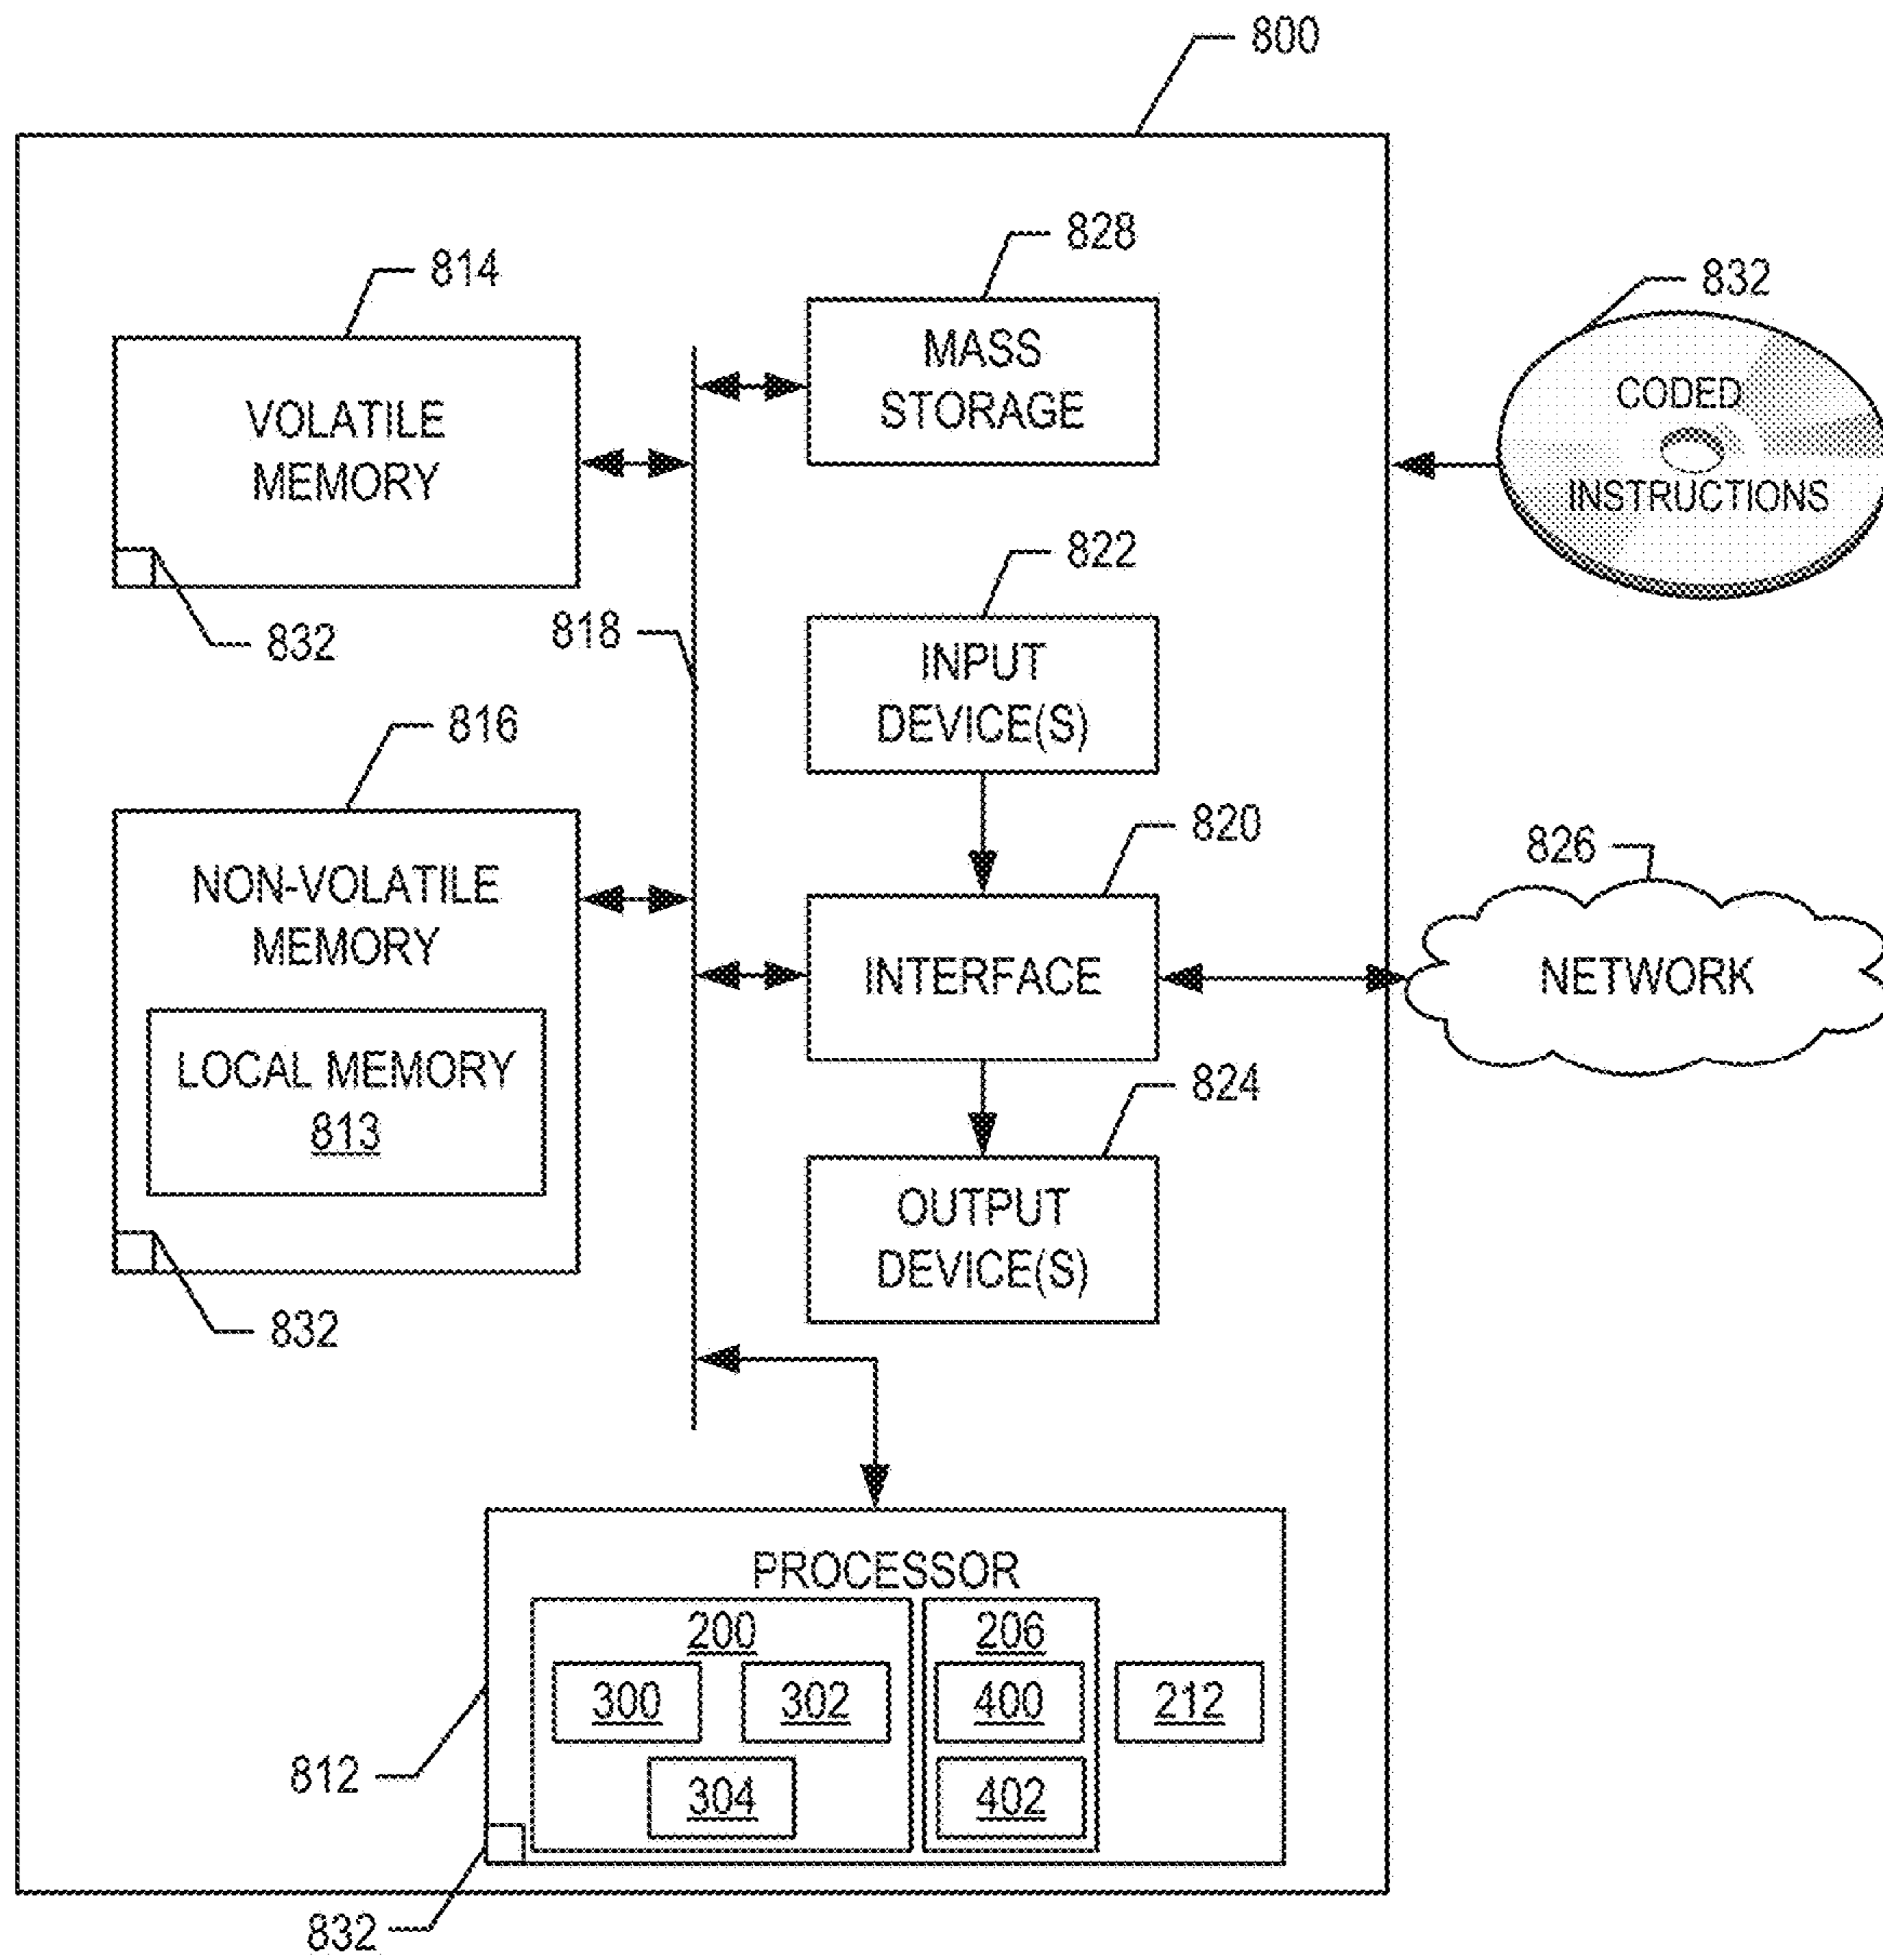 800
828
814
MASS
STORAGE
832
CODED
INSTRUCTIONS
VOLATILE
MEMORY
822
832
818
INPUT
DEVICE(S)
816
820
826
NON-VOLATILE
MEMORY
INTERFACE
NETWORK
LOCAL MEMORY
813
824
OUTPUT
DEVICE(S)
832
PROCESSOR
200
206
300
302
400
212
812
304
402
832